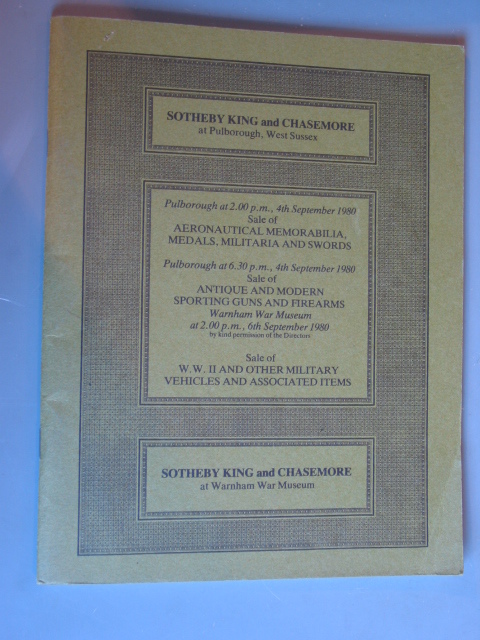 SOTHEBY KING and CHASEMORE
at Pulborough, West Sussex
Pulborough at 2.00 p.m., 4th September 1980
Sale of
AERONAUTICAL MEMORABILIA,
MEDALS, MILITARIA AND SWORDS
Pulborough at 6.30 p.m., 4th September 1980
Sale of
ANTIQUE AND MODERN
SPORTING GUNS AND FIREARMS
Warnham War Museum
at 2.00 p.m., 6th September 1980
by kind permission of the Directors
Sale of
W.W. II AND OTHER MILITARY
VEHICLES AND ASSOCIATED ITEMS
SOTHEBY KING and CHASEMORE
at Warnham War Museum